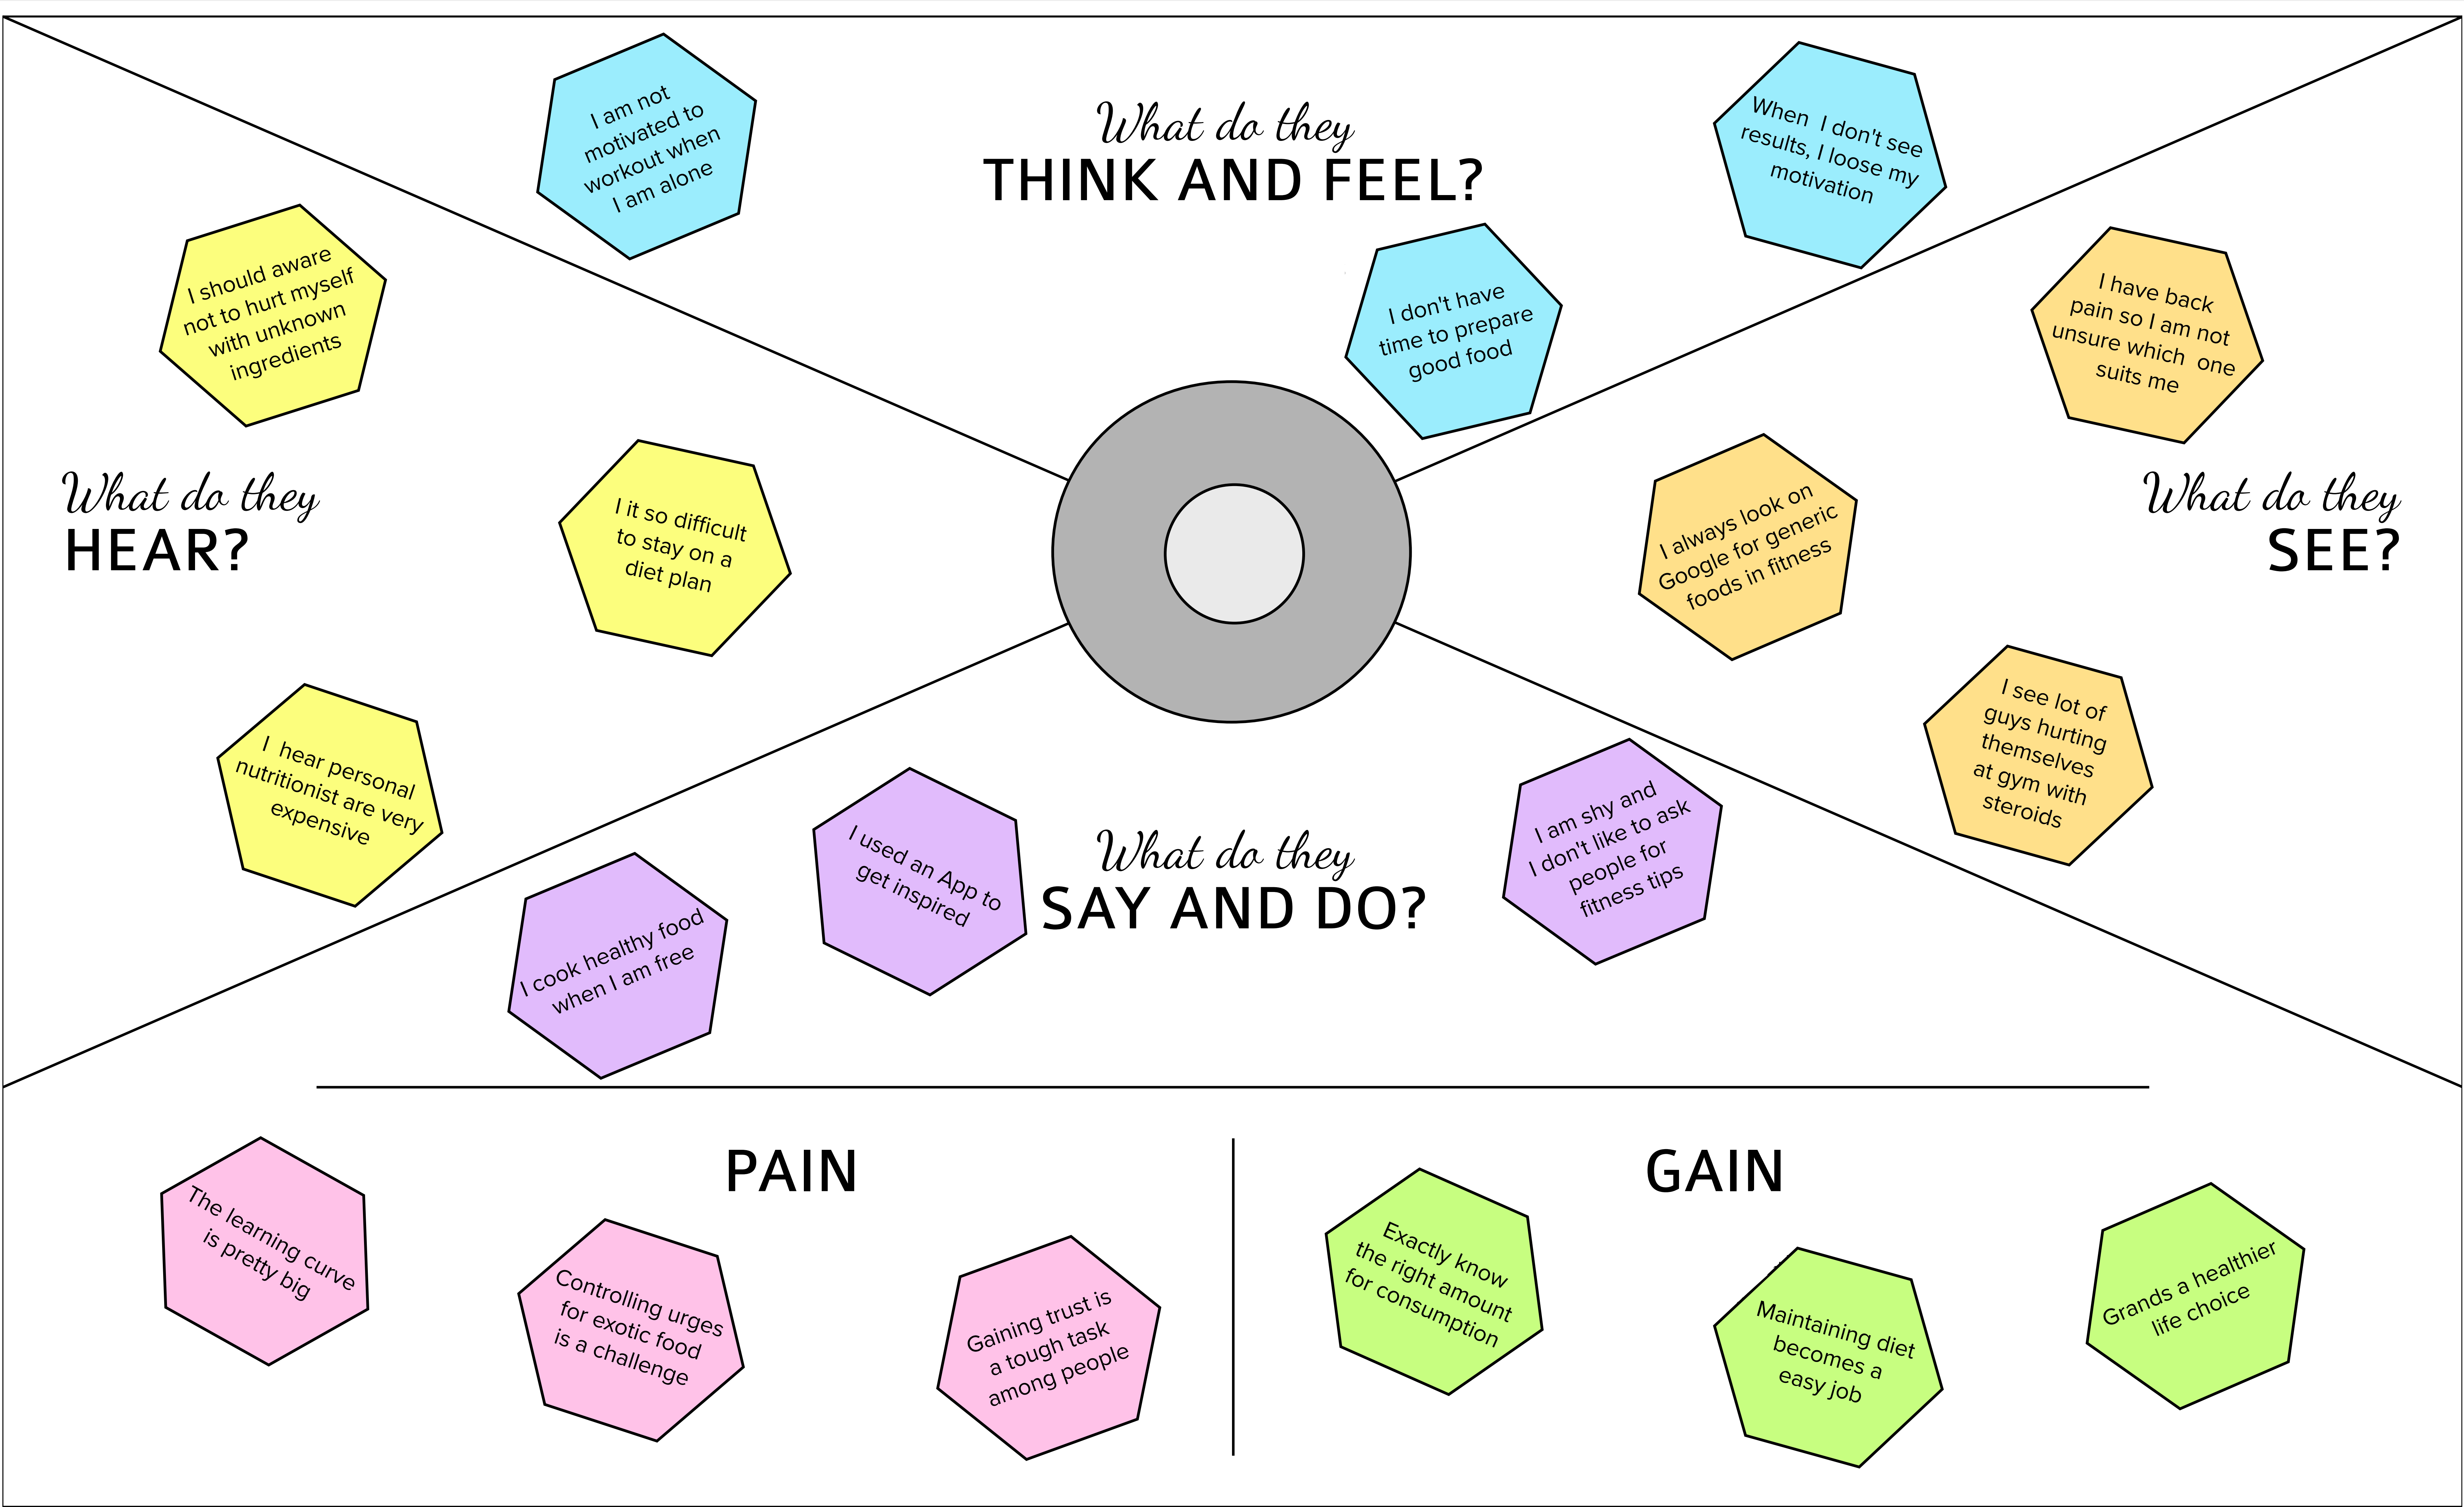 What do they
THINK AND FEEL?
I am not
motivated to
workout when
I am alone
When I don't see
results, I loose my
motivation
I don't have
time to prepare
good food
What do they
HEAR?
I should aware
not to hurt myself
with unknown
ingredients
I it so difficult
to stay on a
diet plan
I hear personal
nutritionist are very
expensive
What do they
SEE?
I have back
pain so I am not
unsure which one
suits me
I always look on
Google for generic
foods in fitness
I see lot of
guys hurting
themselves
at gym with
steroids
What do they
SAY AND DO?
I cook healthy food
when I am free
I used an App to
get inspired
I am shy and
I don't like to ask
people for
fitness tips
PAIN
The learning curve
is pretty big
Controlling urges
for exotic food
is a challenge
Gaining trust is
a tough task
among people
GAIN
Exactly know
the right amount
for consumption
Maintaining diet
becomes a
easy job
Grands a healthier
life choice